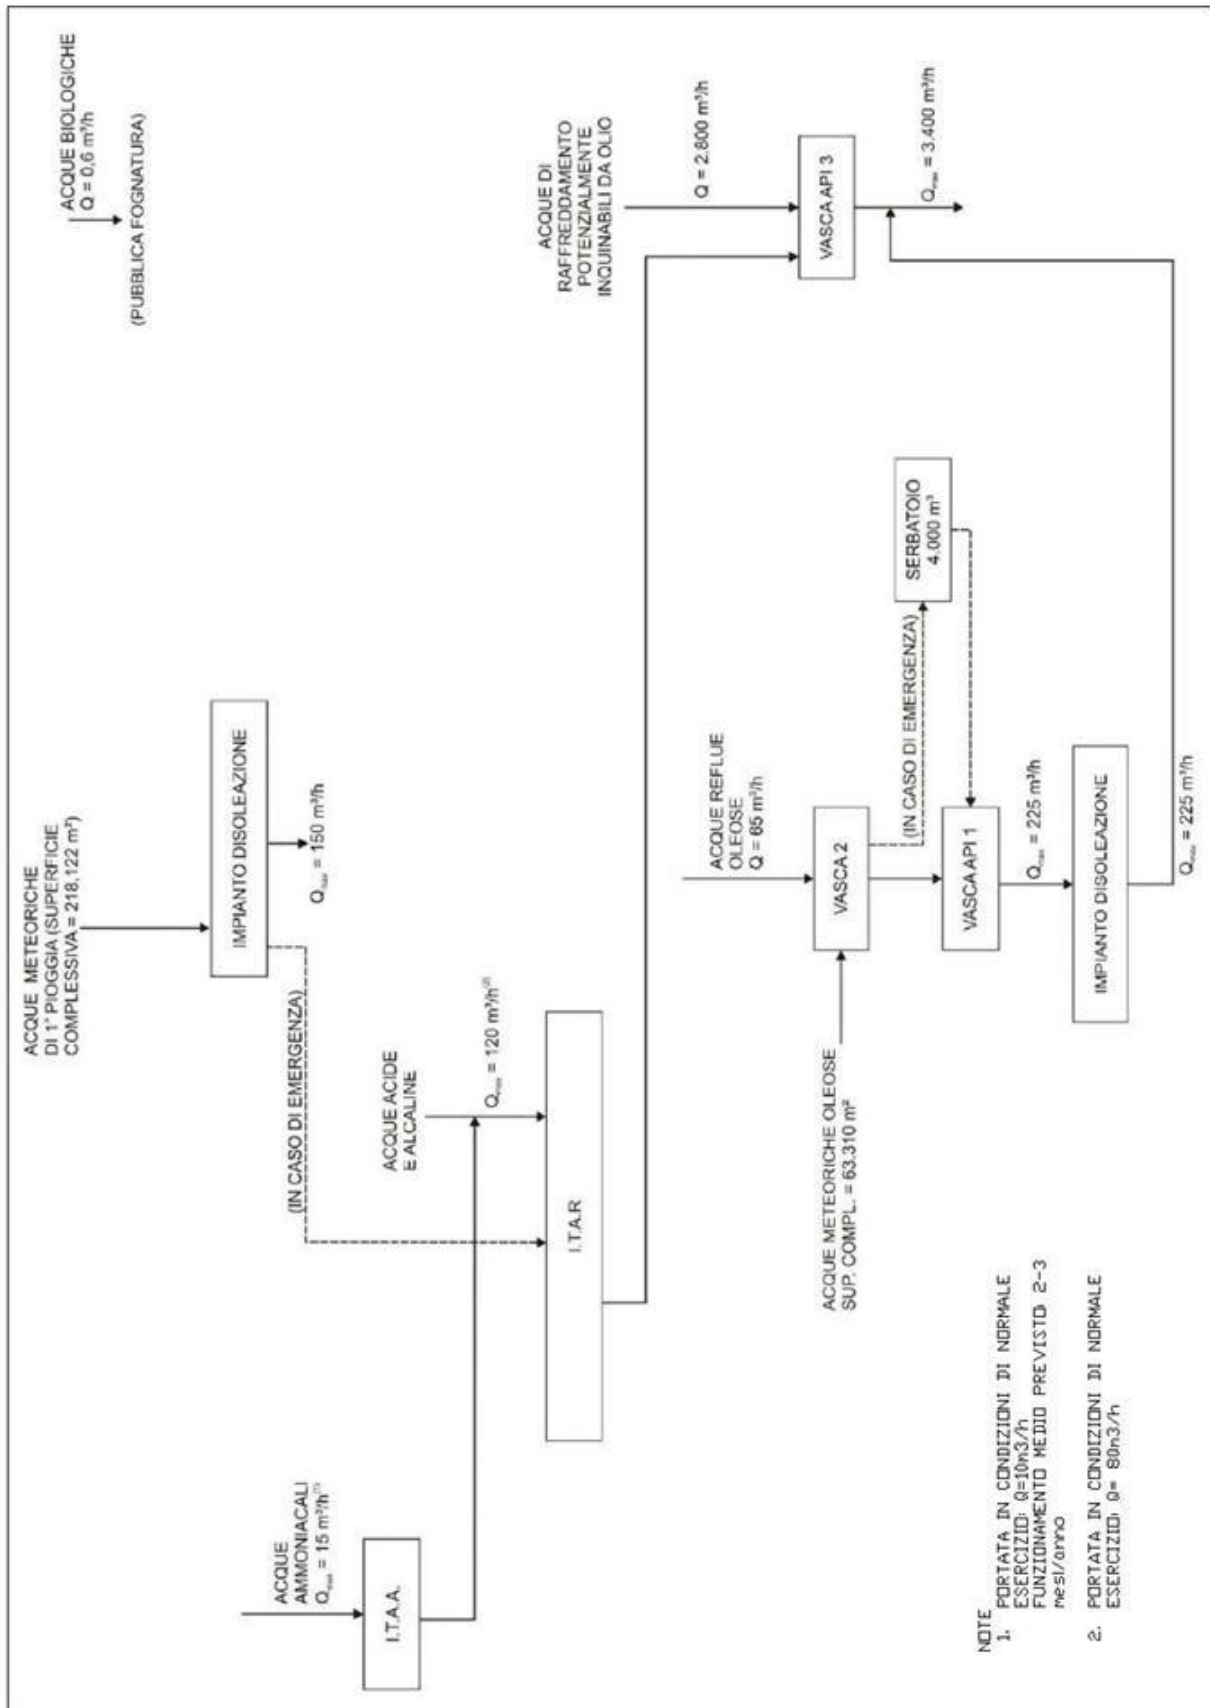 ACQUE BIOLOGICHE
Q = 0,6 m³/h
(PUBBLICA FOGNATURA)
ACQUE METEORICHE
DI 1° PIOGGIA (SUPERFICIE
COMPLESSIVA = 218.122 m²)
IMPIANTO DISOLEAZIONE
Qmax = 150 m³/h
(IN CASO DI EMERGENZA)
ACQUE
AMMONIACALI
Qmax = 15 m³/h(1)
I.T.A.A.
ACQUE ACIDE
E ALCALINE
Qmax = 120 m³/h(2)
I.T.A.R
ACQUE DI
RAFFREDDAMENTO
POTENZIALMENTE
INQUINABILI DA OLIO
Q = 2.800 m³/h
VASCA API 3
Qmax = 3.400 m³/h
ACQUE REFLUE
OLEOSE
Q = 65 m³/h
ACQUE METEORICHE OLEOSE
SUP. COMPL. = 63.310 m²
VASCA 2
(IN CASO DI EMERGENZA)
SERBATOIO
4.000 m³
VASCA API 1
Qmax = 225 m³/h
IMPIANTO DISOLEAZIONE
Qmax = 225 m³/h
NOTE
1. PORTATA IN CONDIZIONI DI NORMALE
ESERCIZIO: Q=10m3/h
FUNZIONAMENTO MEDIO PREVISTO: 2-3
mesi/anno
2. PORTATA IN CONDIZIONI DI NORMALE
ESERCIZIO: Q= 80m3/h